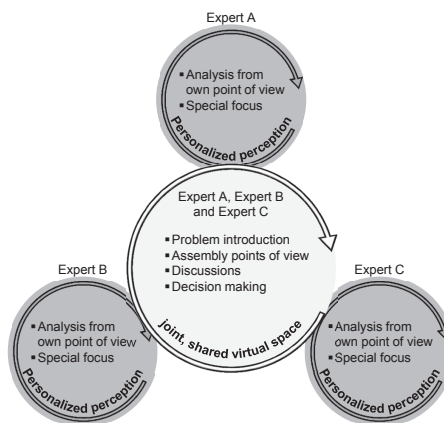 Expert A
▪ Analysis from
own point of view
▪ Special focus
Personalized perception
Expert A, Expert B
and Expert C
▪ Problem introduction
▪ Assembly points of view
▪ Discussions
▪ Decision making
joint, shared virtual space
Expert B
▪ Analysis from
own point of view
▪ Special focus
Personalized perception
Expert C
▪ Analysis from
own point of view
▪ Special focus
Personalized perception